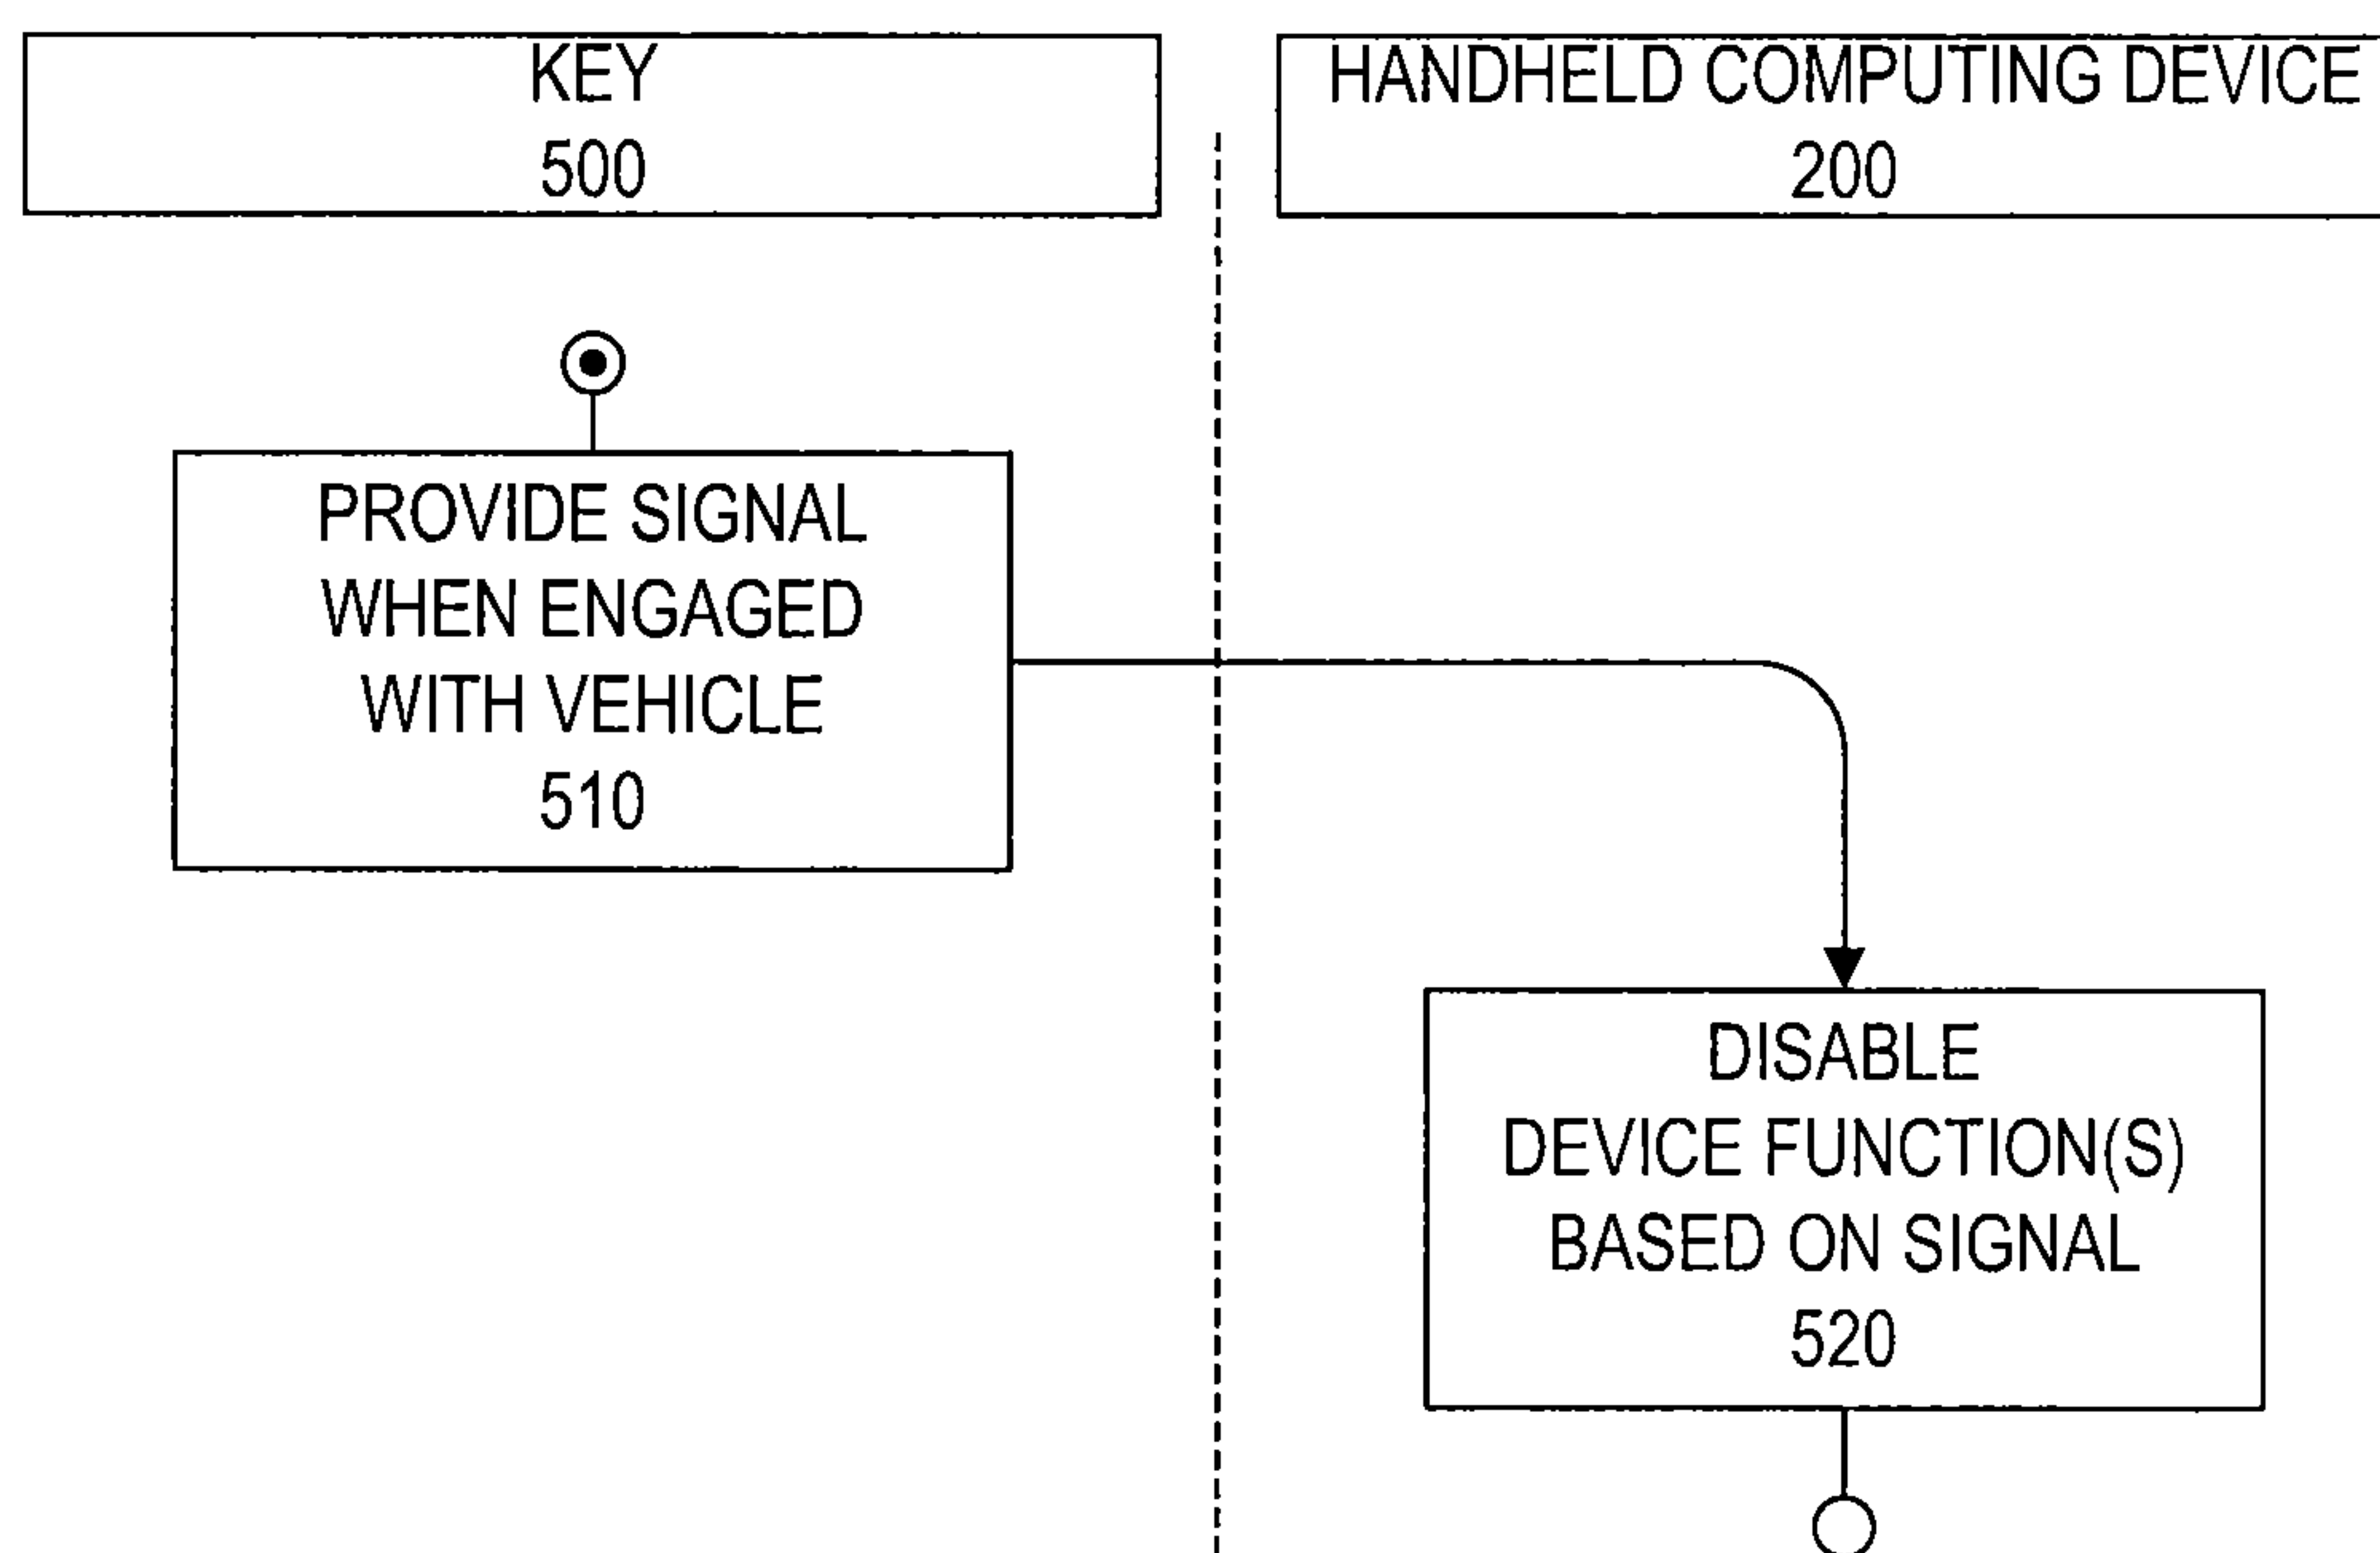 KEY
500
HANDHELD COMPUTING DEVICE
200
PROVIDE SIGNAL
WHEN ENGAGED
WITH VEHICLE
510
DISABLE
DEVICE FUNCTION(S)
BASED ON SIGNAL
520